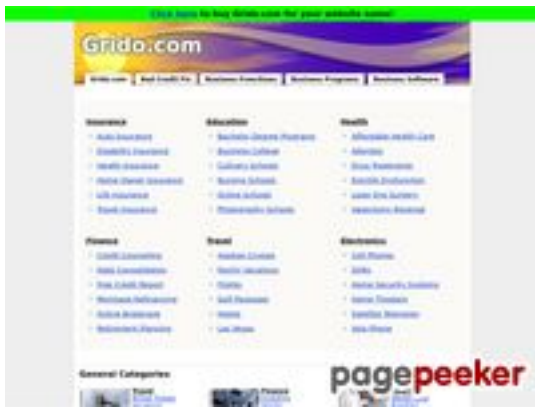 Click here to buy Grido.com for your website name!
Grido.com
Grido.com Bad Credit Fix Business Franchises Business Programs Business Software
Insurance Education Health
Auto Insurance Bachelor Degree Programs Affordable Health Care
Disability Insurance Business College Allergies
Health Insurance Culinary Schools Drug Treatments
Home Owner Insurance Nursing Schools Erectile Dysfunction
Life Insurance Online Schools Laser Eye Surgery
Travel Insurance Photography Schools
Finance Travel Electronics
Credit Counseling Alaskan Cruises Cell Phones
Debt Consolidation Family Vacations
Free Credit Report Flights Home Security Systems
Mortgage Refinancing Golf Packages Home Theaters
Online Brokerage Hotels Satellite Television
Retirement Planning Las Vegas Voip Phone
General Categories
Travel Finance
pagepeeker